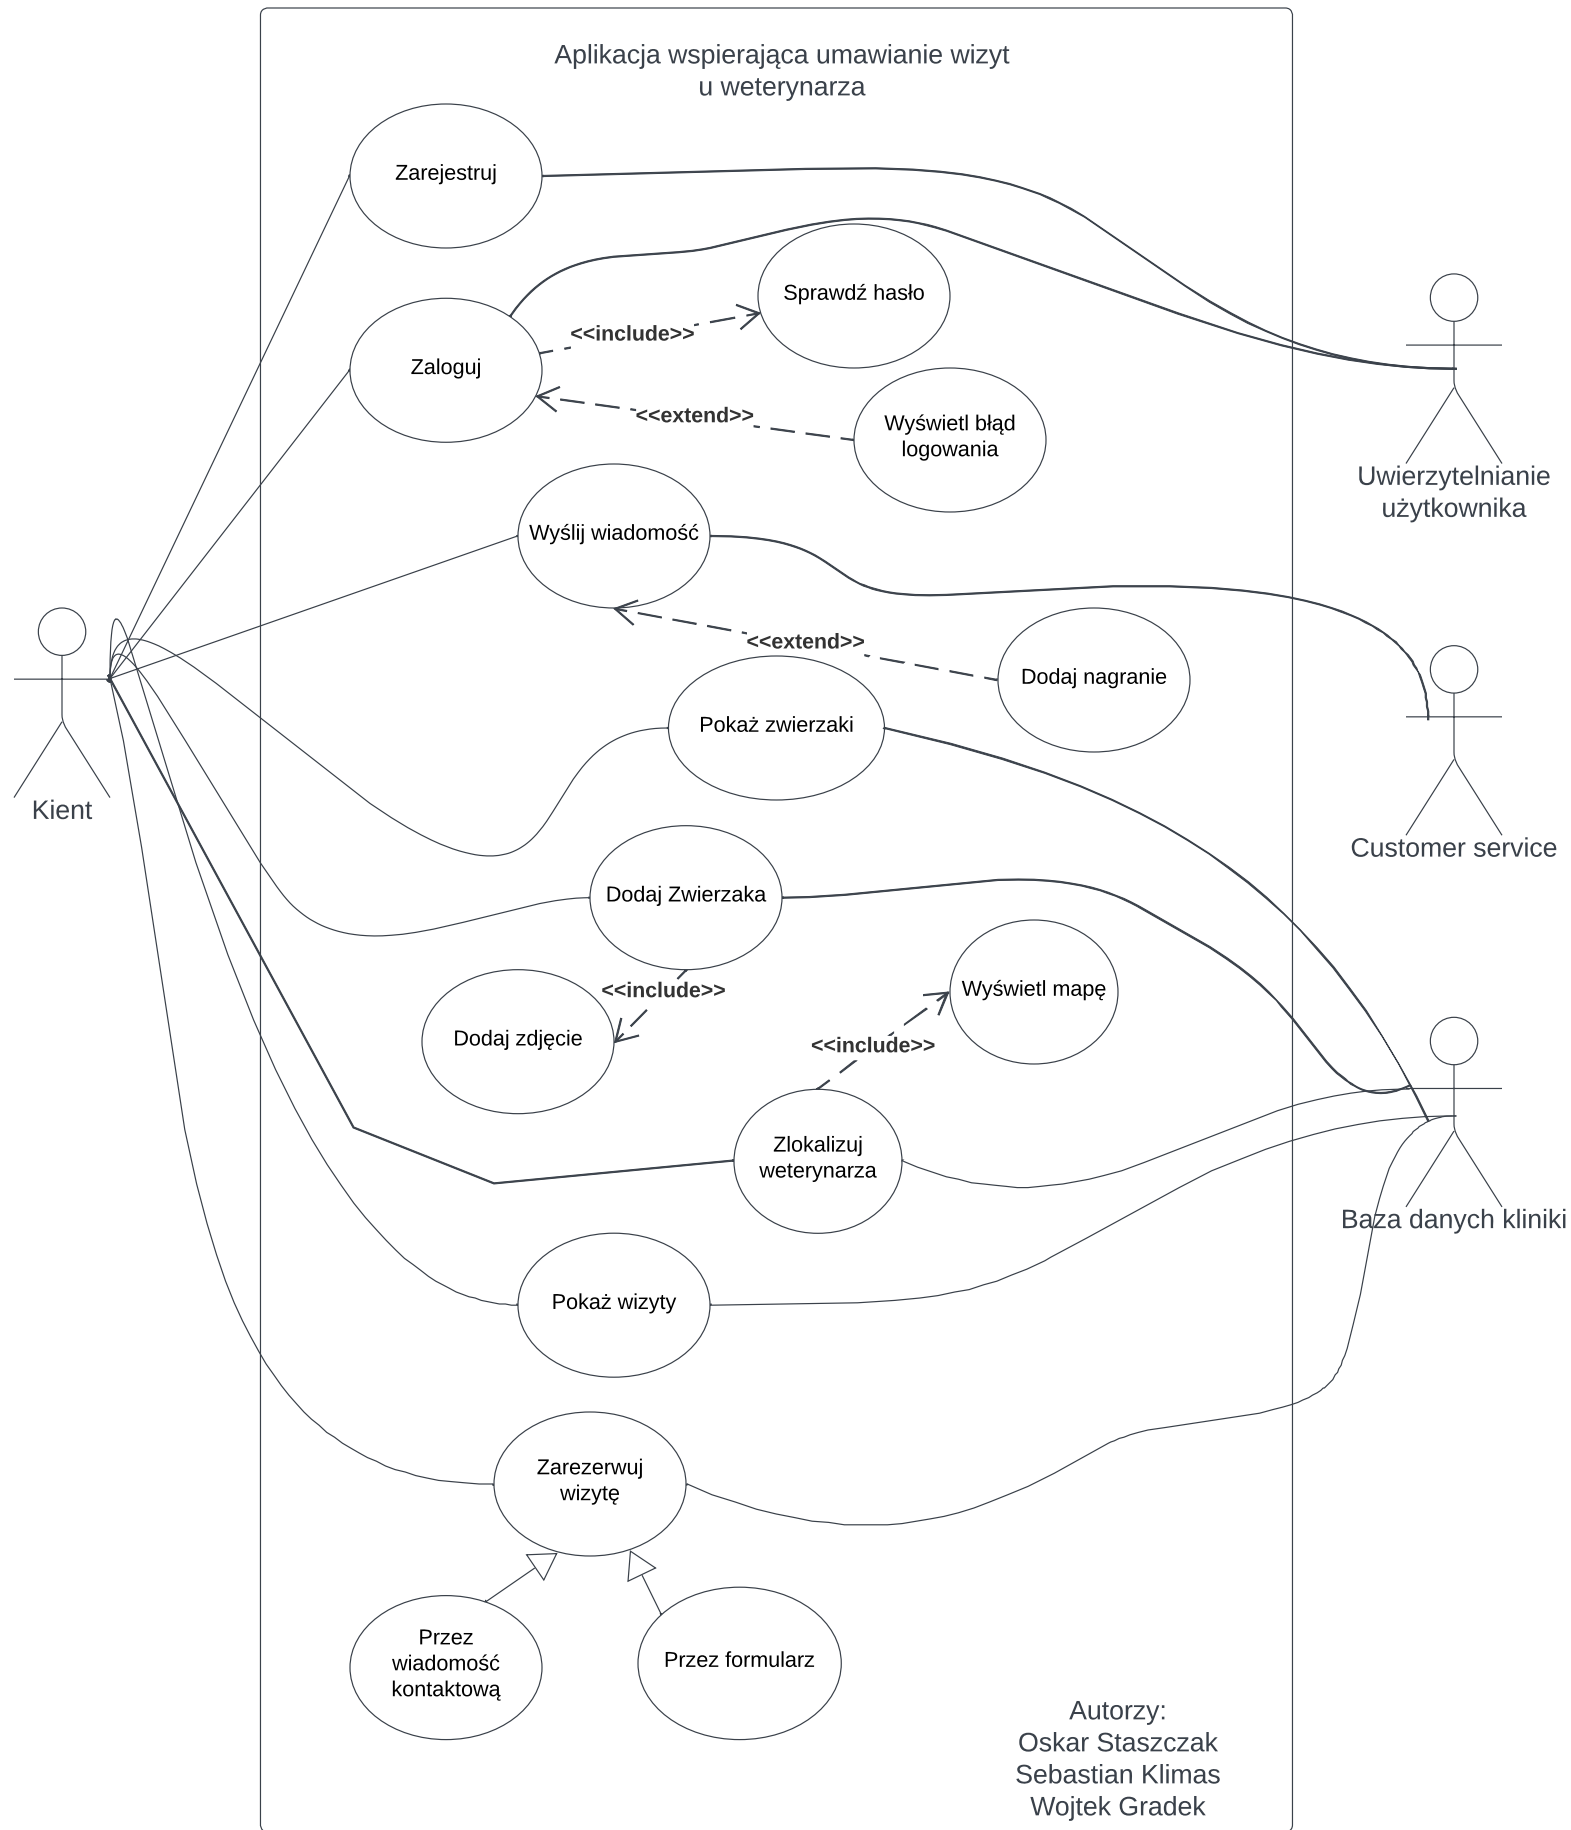 Aplikacja wspierająca umawianie wizyt
u weterynarza
Zarejestruj
Sprawdź hasło
<<include>>
Zaloguj
<<extend>>
Wyświetl błąd
logowania
Uwierzytelnianie
użytkownika
Wyślij wiadomość
<<extend>>
Dodaj nagranie
Pokaż zwierzaki
Kient
Customer service
Dodaj Zwierzaka
<<include>>
Wyświetl mapę
Dodaj zdjęcie
<<include>>
Zlokalizuj
weterynarza
Baza danych kliniki
Pokaż wizyty
Zarezerwuj
wizytę
Przez
wiadomość
kontaktową
Przez formularz
Autorzy:
Oskar Staszczak
Sebastian Klimas
Wojtek Gradek